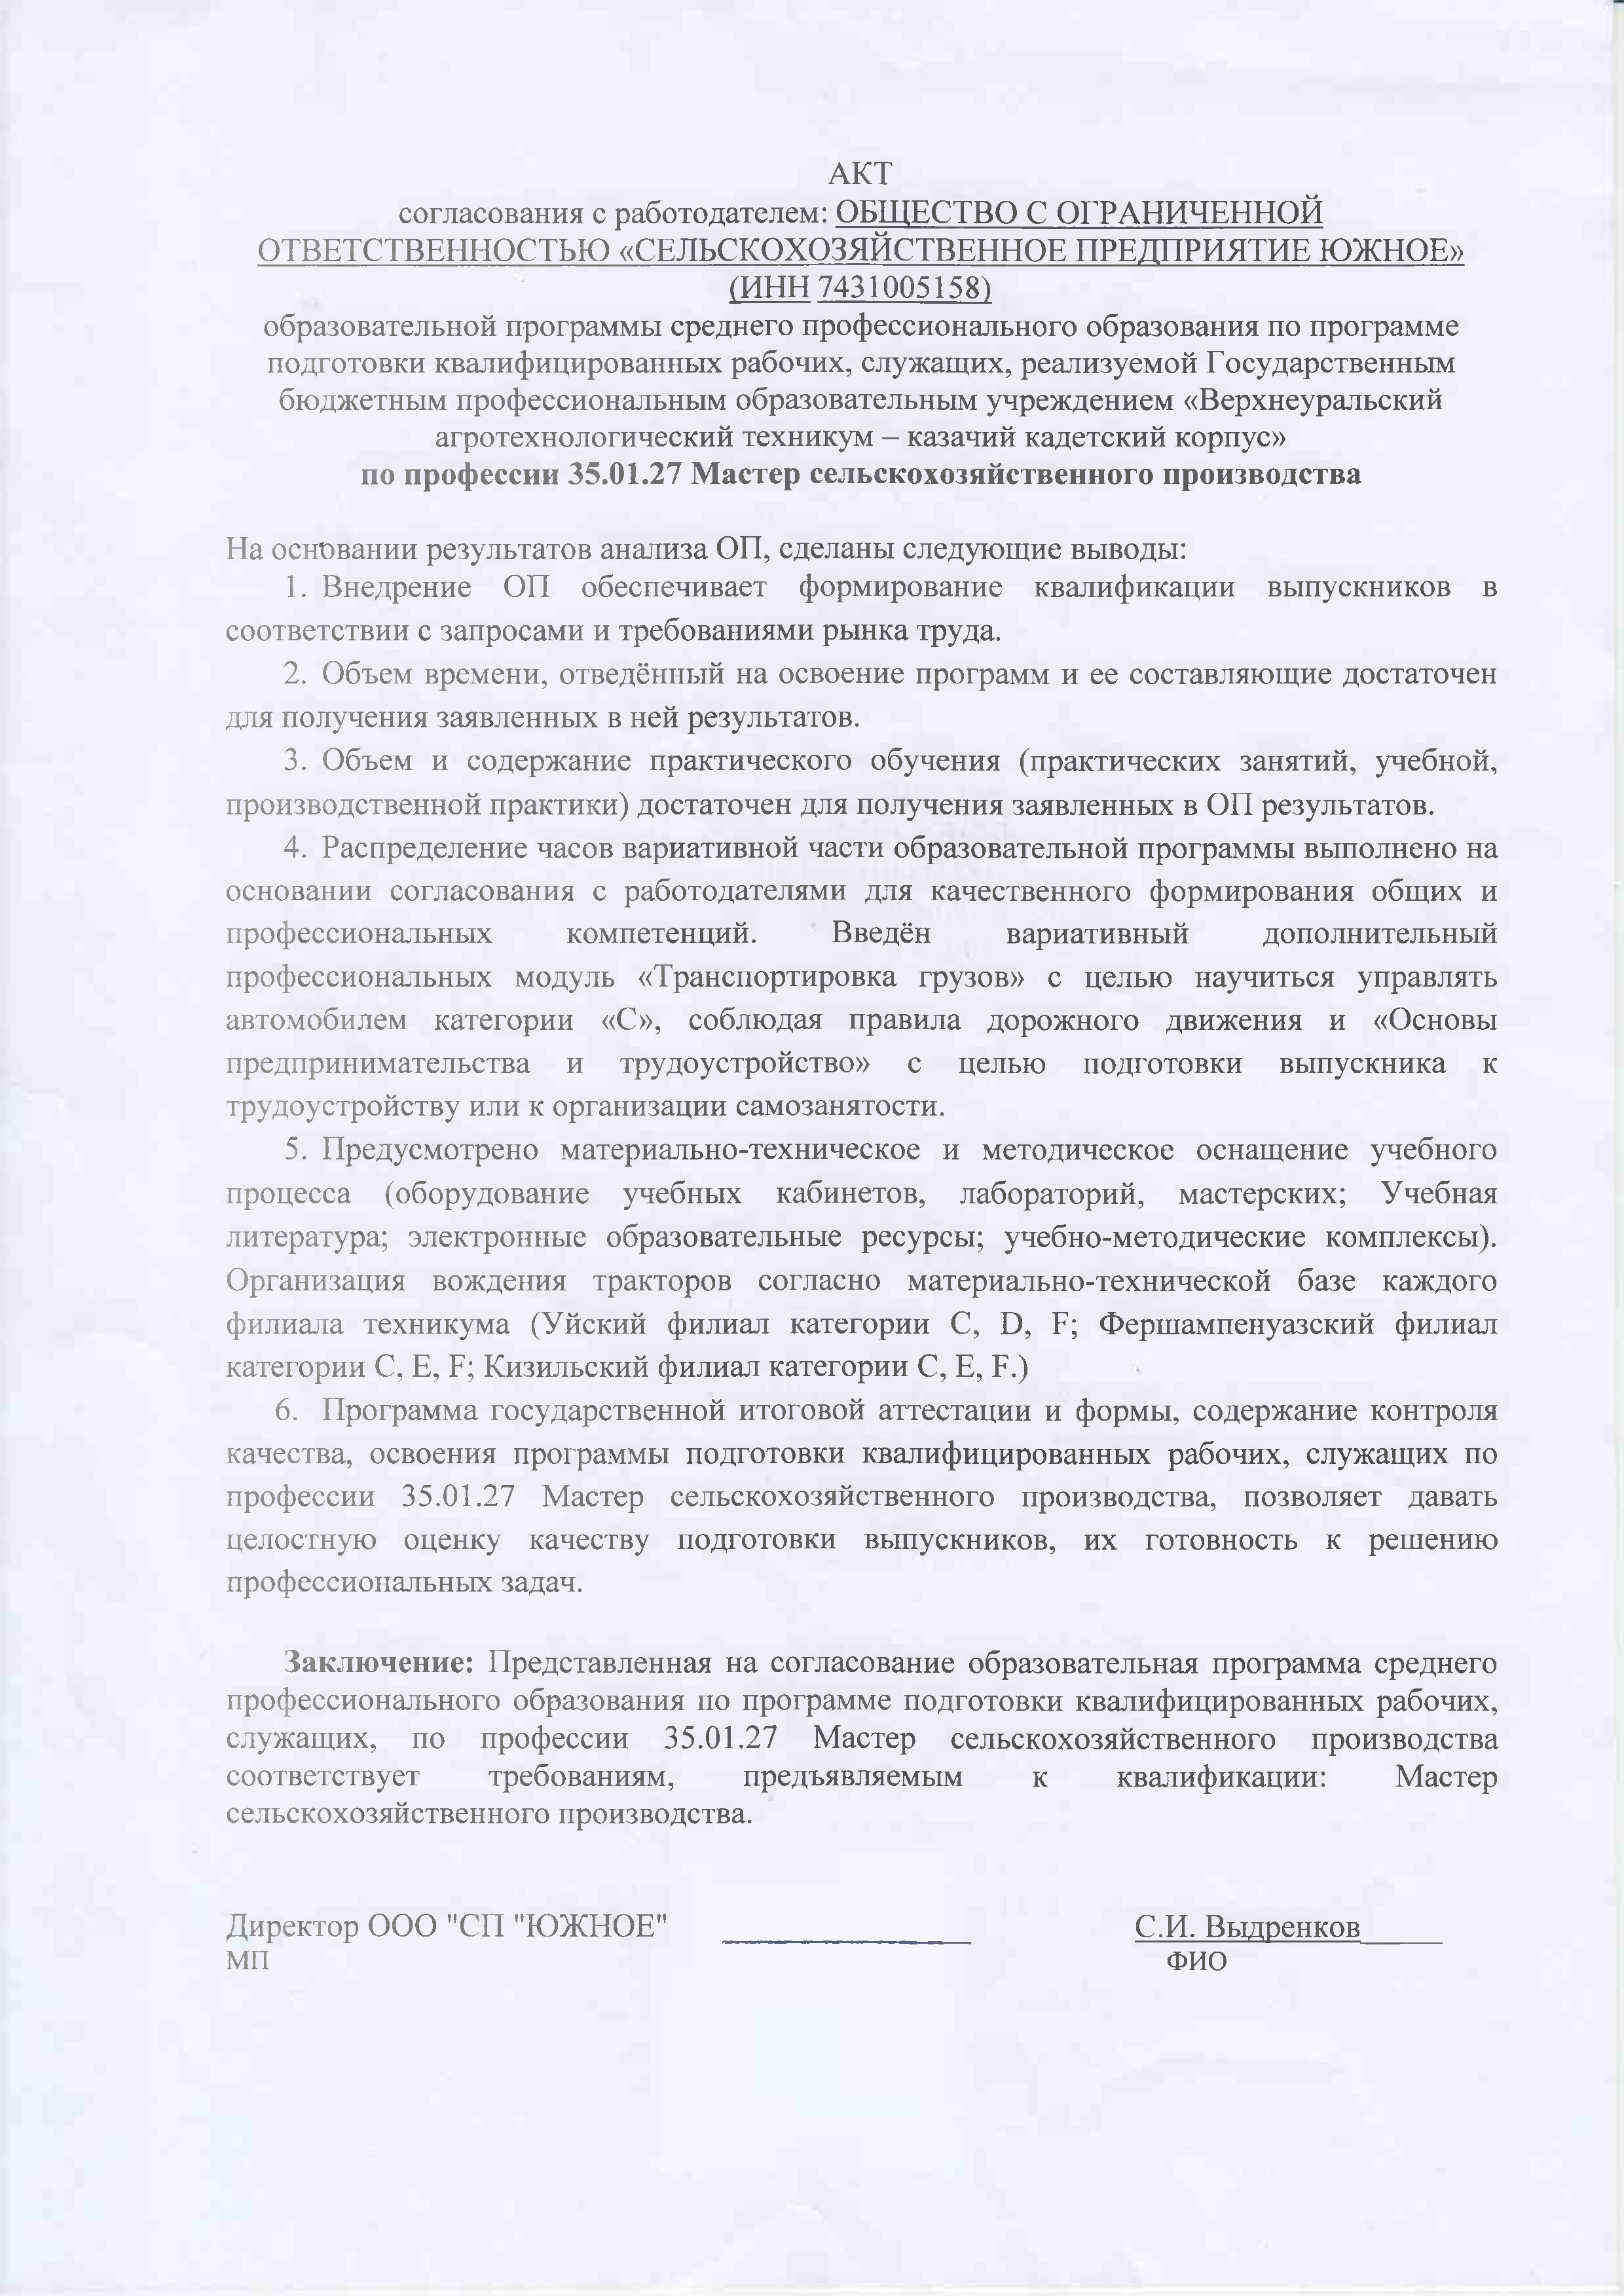 АКТ
согласования с работодателем: ОБЩЕСТВО С ОГРАНИЧЕННОЙ
ОТВЕТСТВЕННОСТЬЮ «СЕЛЬСКОХОЗЯЙСТВЕННОЕ ПРЕДПРИЯТИЕ ЮЖНОЕ»
(ИНН 7431005158)
образовательной программы среднего профессионального образования по программе
подготовки квалифицированных рабочих, служащих, реализуемой Государственным
бюджетным профессиональным образовательным учреждением «Верхнеуральский
агротехнологический техникум – казачий кадетский корпус»
по профессии 35.01.27 Мастер сельскохозяйственного производства
На основании результатов анализа ОП, сделаны следующие выводы:
1. Внедрение ОП обеспечивает формирование квалификации выпускников в
соответствии с запросами и требованиями рынка труда.
2. Объем времени, отведённый на освоение программ и ее составляющие достаточен
для получения заявленных в ней результатов.
3. Объем и содержание практического обучения (практических занятий, учебной,
производственной практики) достаточен для получения заявленных в ОП результатов.
4. Распределение часов вариативной части образовательной программы выполнено на
основании согласования с работодателями для качественного формирования общих и
профессиональных компетенций. Введён вариативный дополнительный
профессиональных модуль «Транспортировка грузов» с целью научиться управлять
автомобилем категории «С», соблюдая правила дорожного движения и «Основы
предпринимательства и трудоустройство» с целью подготовки выпускника к
трудоустройству или к организации самозанятости.
5. Предусмотрено материально-техническое и методическое оснащение учебного
процесса (оборудование учебных кабинетов, лабораторий, мастерских; Учебная
литература; электронные образовательные ресурсы; учебно-методические комплексы).
Организация вождения тракторов согласно материально-технической базе каждого
филиала техникума (Уйский филиал категории C, D, F; Фершампенуазский филиал
категории C, E, F; Кизильский филиал категории C, E, F.)
6. Программа государственной итоговой аттестации и формы, содержание контроля
качества, освоения программы подготовки квалифицированных рабочих, служащих по
профессии 35.01.27 Мастер сельскохозяйственного производства, позволяет давать
целостную оценку качеству подготовки выпускников, их готовность к решению
профессиональных задач.
Заключение: Представленная на согласование образовательная программа среднего
профессионального образования по программе подготовки квалифицированных рабочих,
служащих, по профессии 35.01.27 Мастер сельскохозяйственного производства
соответствует требованиям, предъявляемым к квалификации: Мастер
сельскохозяйственного производства.
Директор ООО "СП "ЮЖНОЕ" С.И. Выдренков
МП ФИО